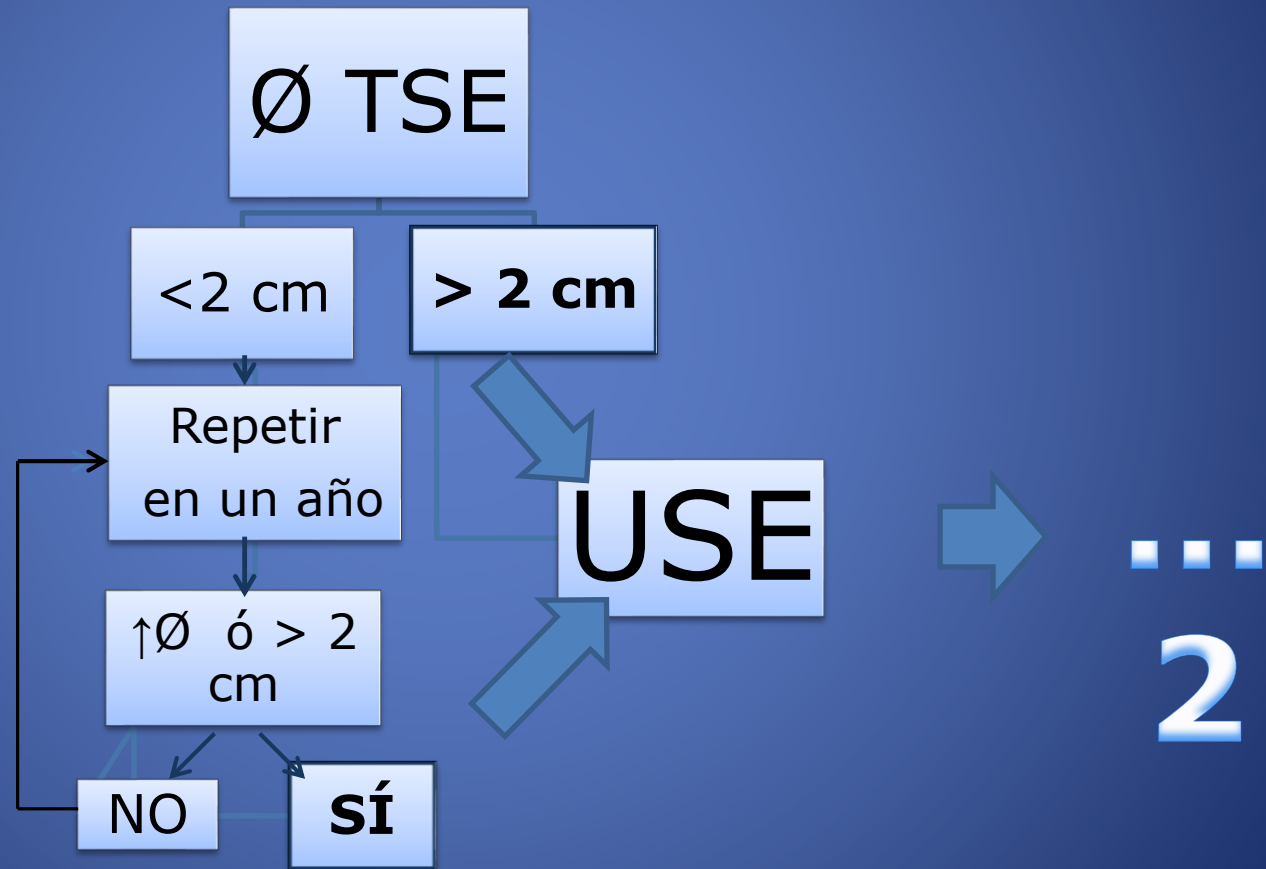 Ø TSE
<2 cm
> 2 cm
Repetir
en un año
USE
...
2
↑Ø ó > 2
cm
NO
SÍ